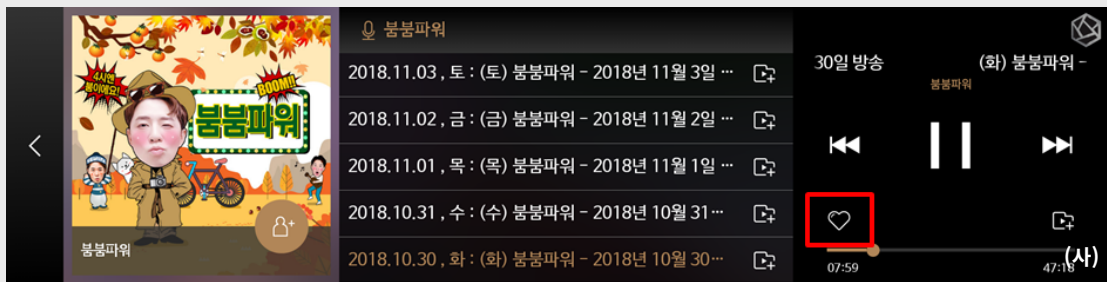 4시엔
붐이에요!
BOOM!!
붐붐파워
붐붐파워
붐붐파워
2018.11.03 , 토 : (토) 붐붐파워 - 2018년 11월 3일 ···
2018.11.02 , 금 : (금) 붐붐파워 - 2018년 11월 2일 ···
2018.11.01 , 목 : (목) 붐붐파워 - 2018년 11월 1일 ···
2018.10.31 , 수 : (수) 붐붐파워 - 2018년 10월 31···
2018.10.30 , 화 : (화) 붐붐파워 - 2018년 10월 30···
30일 방송 (화) 붐붐파워 -
붐붐파워
07:59
47:18
(사)